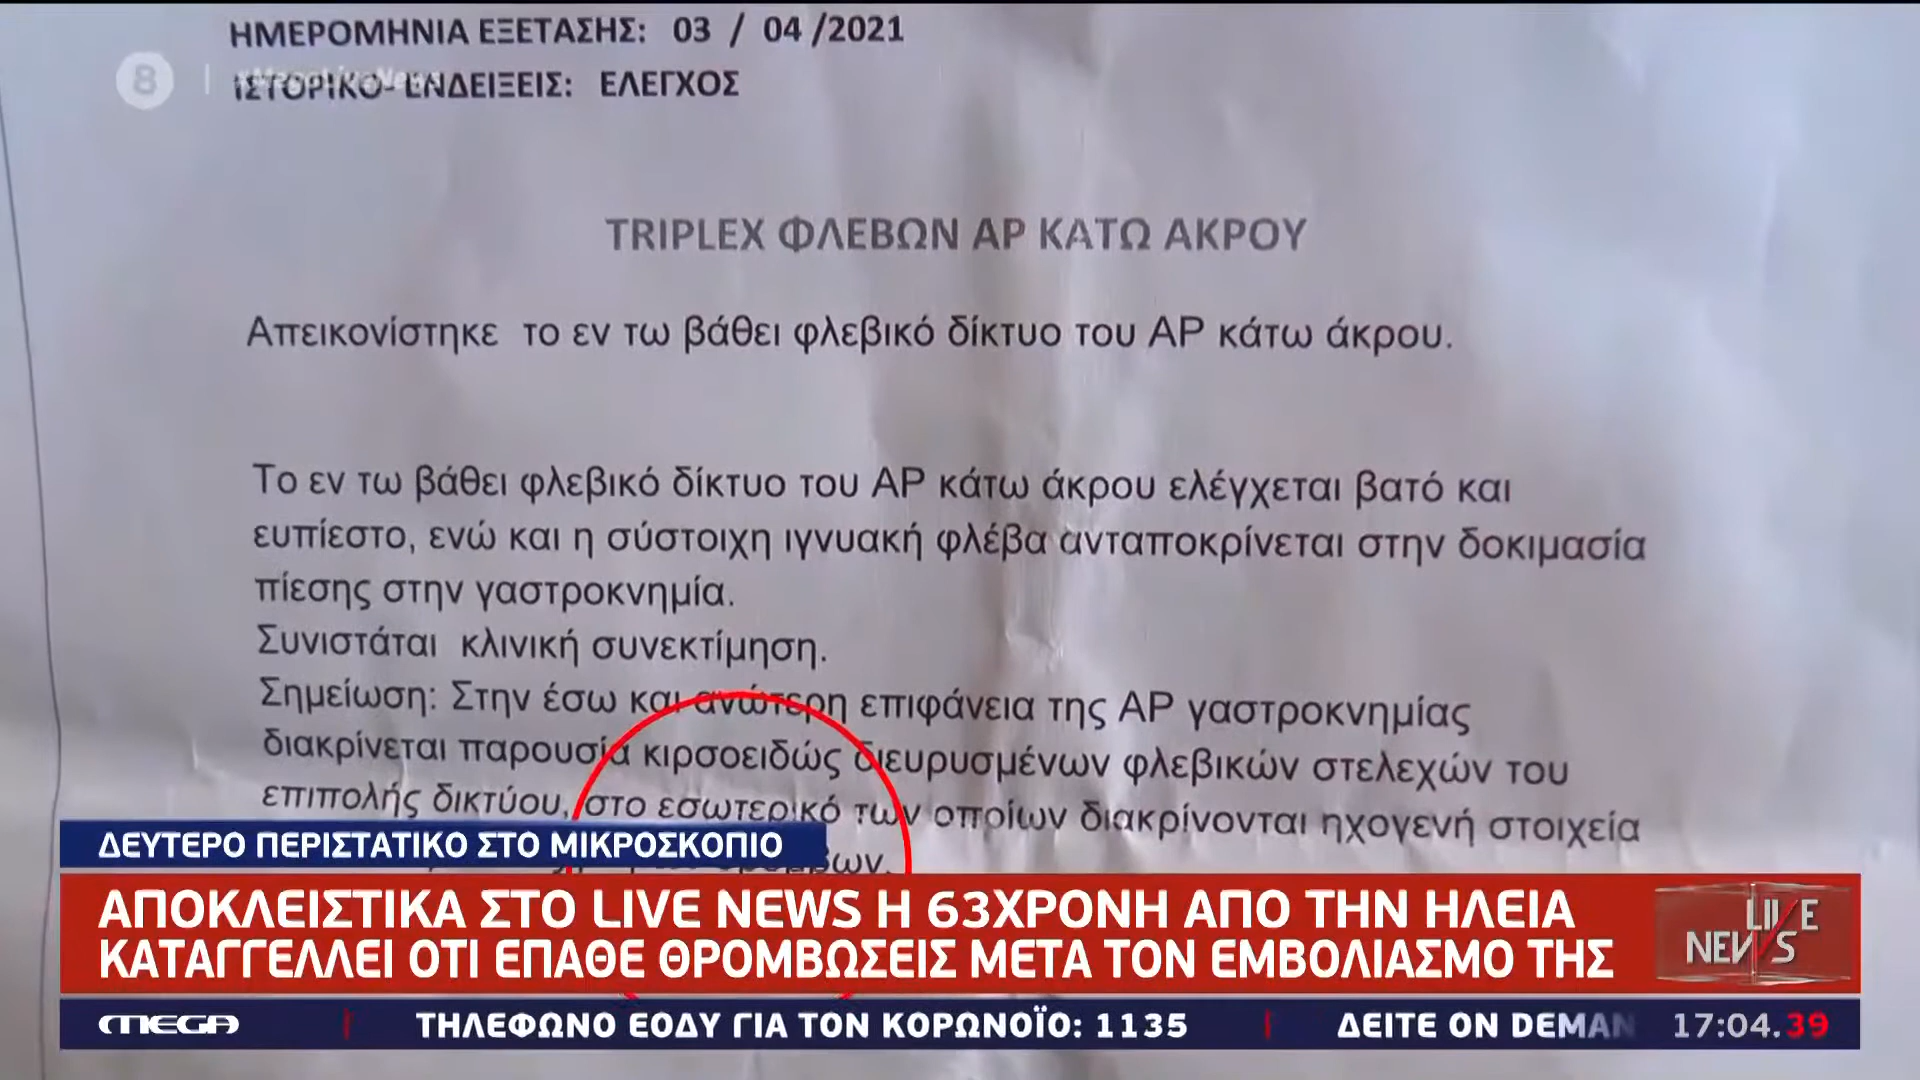 ΗΜΕΡΟΜΗΝΙΑ ΕΞΕΤΑΣΗΣ: 03 / 04 /2021
8 | #MegaLiveNews
ΙΣΤΟΡΙΚΟ- ΕΝΔΕΙΞΕΙΣ: ΕΛΕΓΧΟΣ
TRIPLEX ΦΛΕΒΩΝ ΑΡ ΚΑΤΩ ΑΚΡΟΥ
Απεικονίστηκε το εν τω βάθει φλεβικό δίκτυο του ΑΡ κάτω άκρου.
Το εν τω βάθει φλεβικό δίκτυο του ΑΡ κάτω άκρου ελέγχεται βατό και
ευπίεστο, ενώ και η σύστοιχη ιγνυακή φλέβα ανταποκρίνεται στην δοκιμασία
πίεσης στην γαστροκνημία.
Συνιστάται κλινική συνεκτίμηση.
Σημείωση: Στην έσω και ανώτερη επιφάνεια της ΑΡ γαστροκνημίας
διακρίνεται παρουσία κιρσοειδώς διευρυσμένων φλεβικών στελεχών του
επιπολής δικτύου, στο εσωτερικό των οποίων διακρίνονται ηχογενή στοιχεία
ΔΕΥΤΕΡΟ ΠΕΡΙΣΤΑΤΙΚΟ ΣΤΟ ΜΙΚΡΟΣΚΟΠΙΟ
ΑΠΟΚΛΕΙΣΤΙΚΑ ΣΤΟ LIVE NEWS Η 63ΧΡΟΝΗ ΑΠΟ ΤΗΝ ΗΛΕΙΑ
ΚΑΤΑΓΓΕΛΛΕΙ ΟΤΙ ΕΠΑΘΕ ΘΡΟΜΒΩΣΕΙΣ ΜΕΤΑ ΤΟΝ ΕΜΒΟΛΙΑΣΜΟ ΤΗΣ
LIVE
NEWS
MEGA | ΤΗΛΕΦΩΝΟ ΕΟΔΥ ΓΙΑ ΤΟΝ ΚΟΡΩΝΟΪΟ: 1135 | ΔΕΙΤΕ ON DEMAN 17:04.39